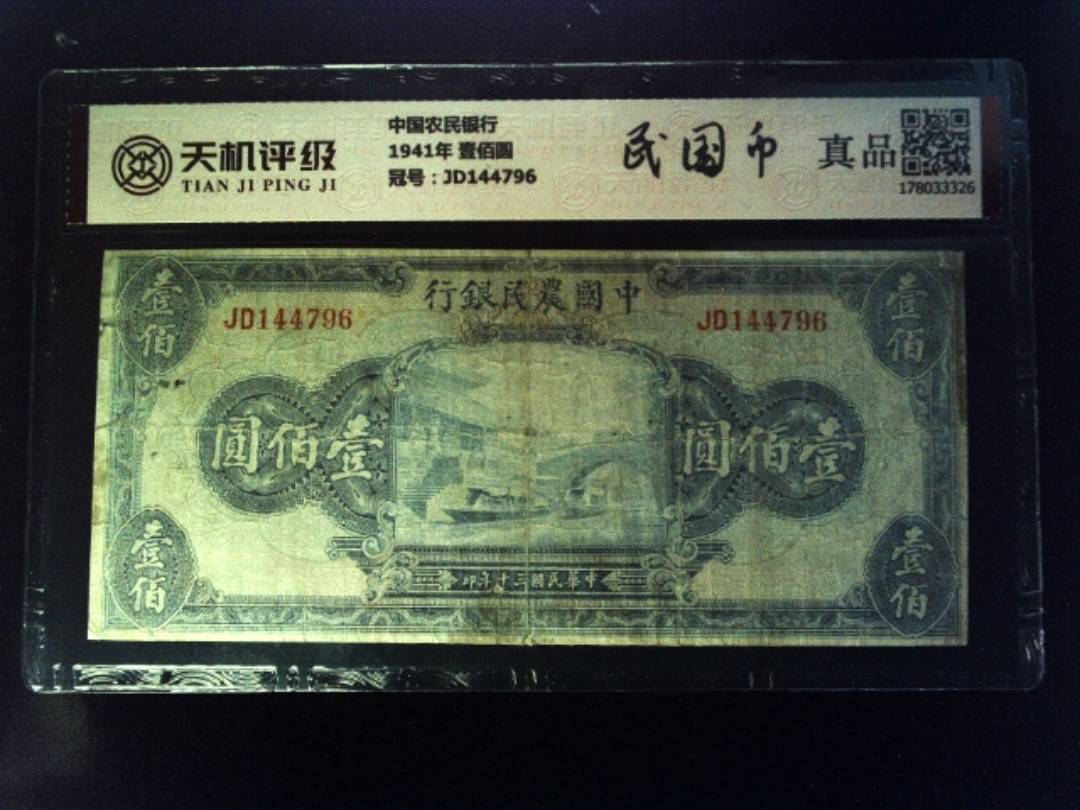 天机评级
TIAN JI PING JI
中国农民银行
1941年 壹佰圆
冠号：JD144796
民国币
真品
178033326
行銀民農國中
壹佰
壹佰
JD144796
JD144796
圓佰壹
圓佰壹
壹佰
壹佰
印年十三國民華中